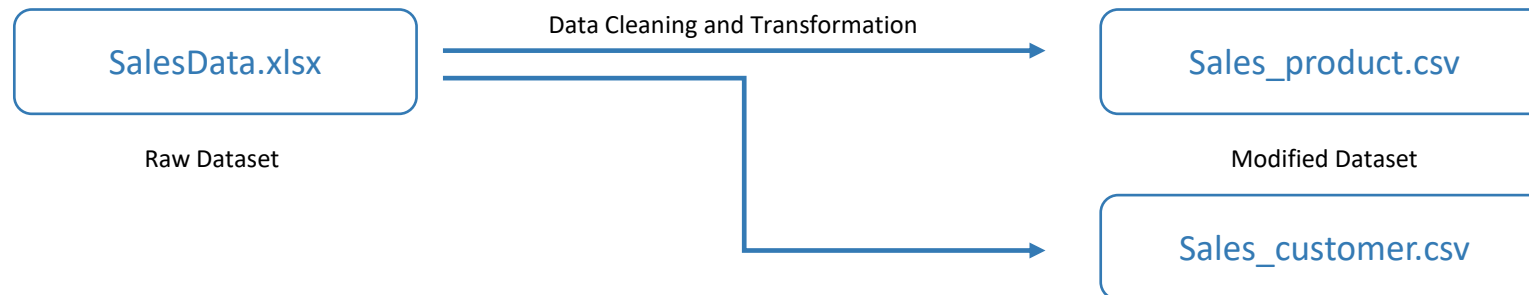 Data Cleaning and Transformation
SalesData.xlsx
Sales_product.csv
Raw Dataset
Modified Dataset
Sales_customer.csv